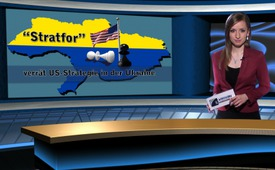 "Stratfor"
verrät US-Strategie in der Ukraine